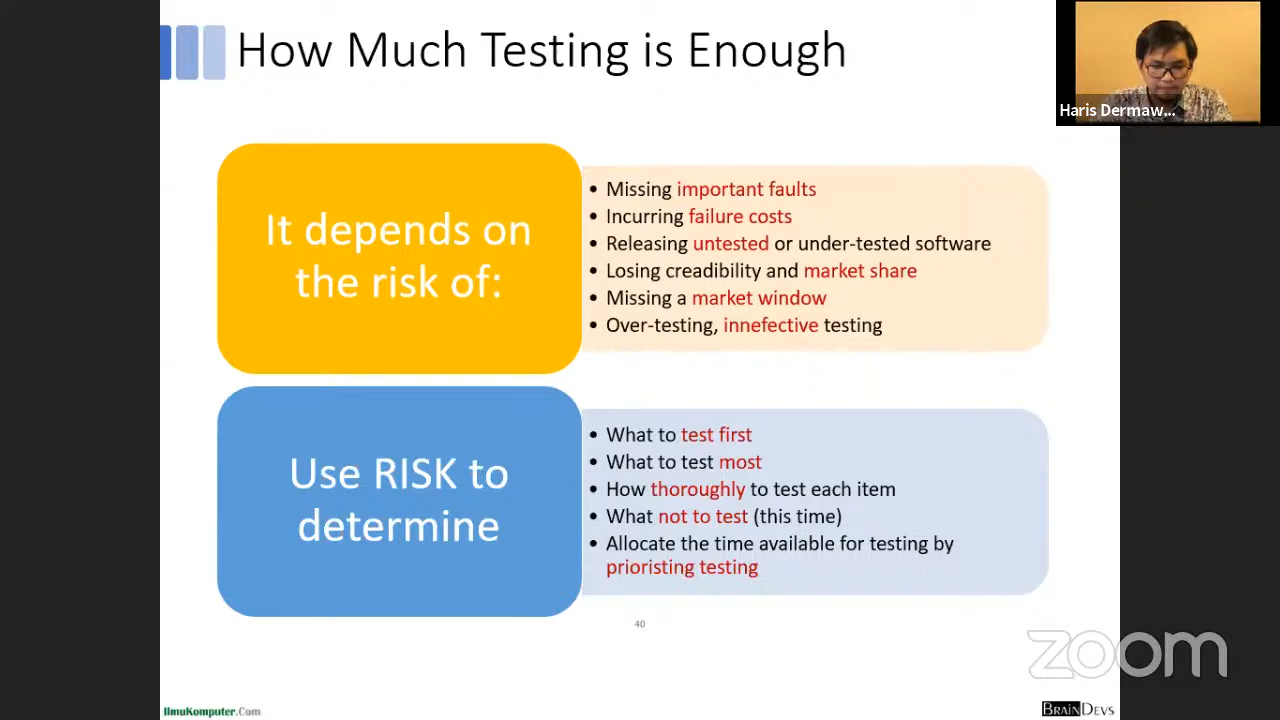 How Much Testing is Enough
Haris Dermaw...
It depends on
the risk of:
• Missing important faults
• Incurring failure costs
• Releasing untested or under-tested software
• Losing creadibility and market share
• Missing a market window
• Over-testing, innefective testing
Use RISK to
determine
• What to test first
• What to test most
• How thoroughly to test each item
• What not to test (this time)
• Allocate the time available for testing by
prioristing testing
40
zoom
IlmuKomputer.Com
BRAINDEVS